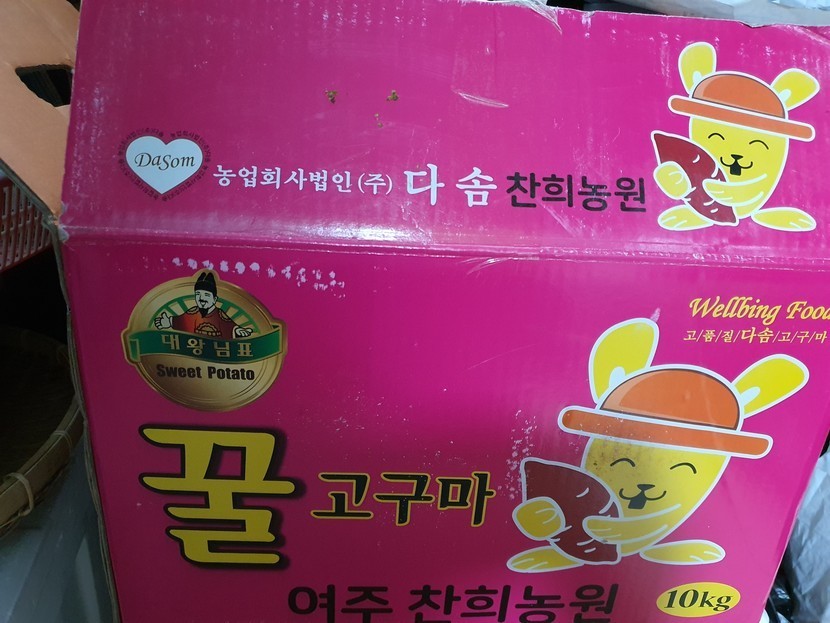 DaSom
농업회사법인(주) 다솜 찬희농원
Wellbing Food
고/품/질/다솜/고/구/마
대왕님표
Sweet Potato
꿀 고구마
여주 찬희농원
10kg